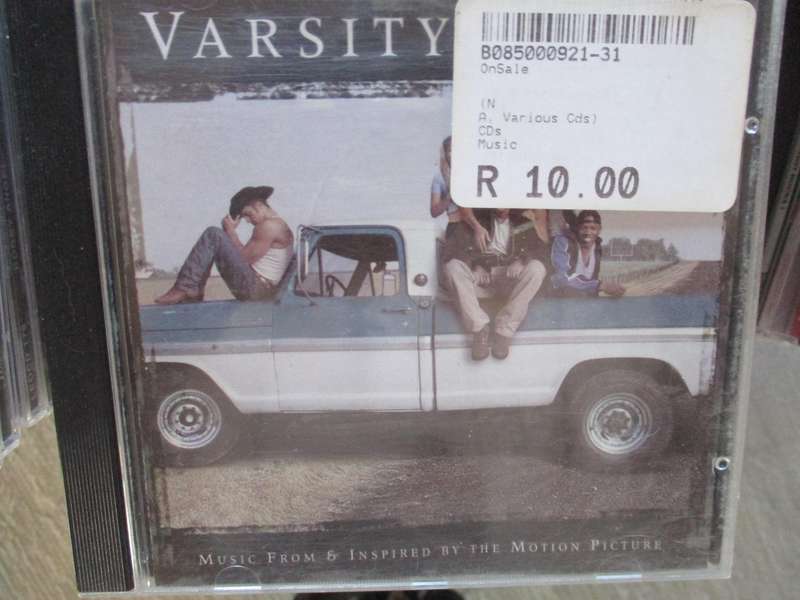 VARSITY
B085000921-31
OnSale
(N
A. Various Cds)
CDs
Music
R 10.00
MUSIC FROM & INSPIRED BY THE MOTION PICTURE